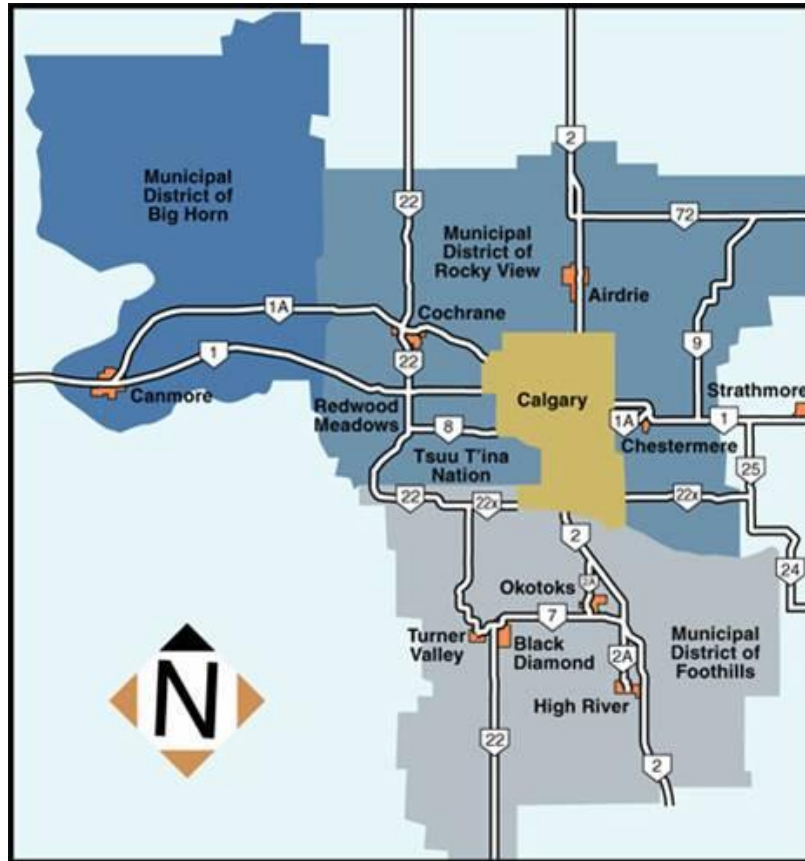 2
Municipal
District of
Big Horn
22
72
Municipal
District of
Rocky View
Airdrie
1A
Cochrane
9
1
22
Strathmore
Canmore
Calgary
Redwood
Meadows
1A
1
8
Chestermere
Tsuu T'ina
Nation
25
22
22x
22x
2
24
2A
Okotoks
7
Turner
Valley
Black
Diamond
Municipal
District of
Foothills
2A
N
High River
22
2